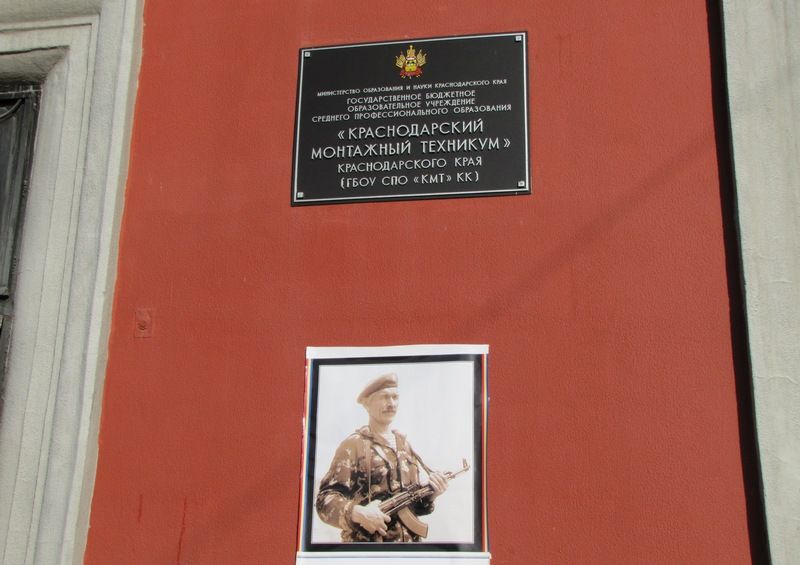 МИНИСТЕРСТВО ОБРАЗОВАНИЯ И НАУКИ КРАСНОДАРСКОГО КРАЯ
ГОСУДАРСТВЕННОЕ БЮДЖЕТНОЕ
ОБРАЗОВАТЕЛЬНОЕ УЧРЕЖДЕНИЕ
СРЕДНЕГО ПРОФЕССИОНАЛЬНОГО ОБРАЗОВАНИЯ
«КРАСНОДАРСКИЙ
МОНТАЖНЫЙ ТЕХНИКУМ»
КРАСНОДАРСКОГО КРАЯ
(ГБОУ СПО «КМТ» КК)